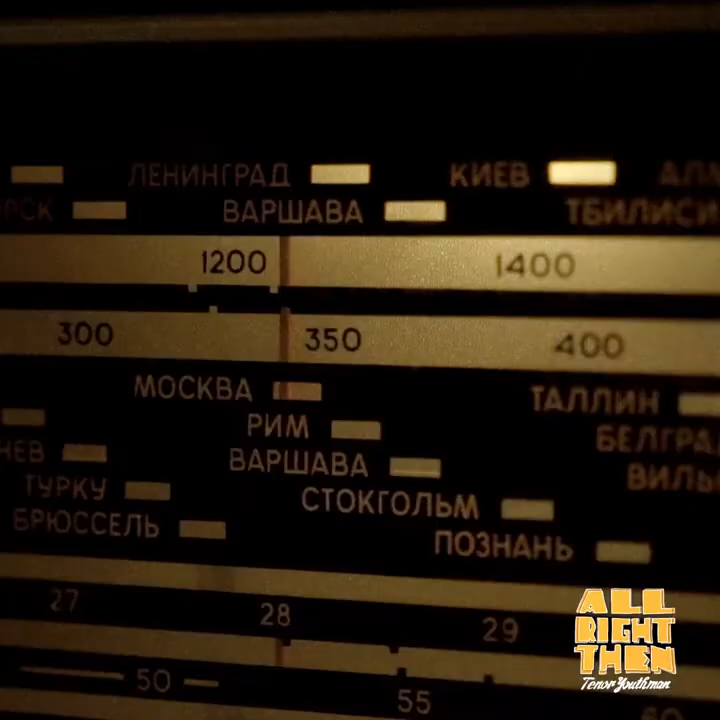 ЛЕНИНГРАД КИЕВ
ВАРШАВА ТБИЛИСИ
1200 1400
300 350 400
МОСКВА ТАЛЛИН
РИМ
ВАРШАВА
ТУРКУ СТОКГОЛЬМ
БРЮССЕЛЬ ПОЗНАНЬ
27 28 29
50 55 60
ALL
RIGHT
THEN
Tenor Youthman